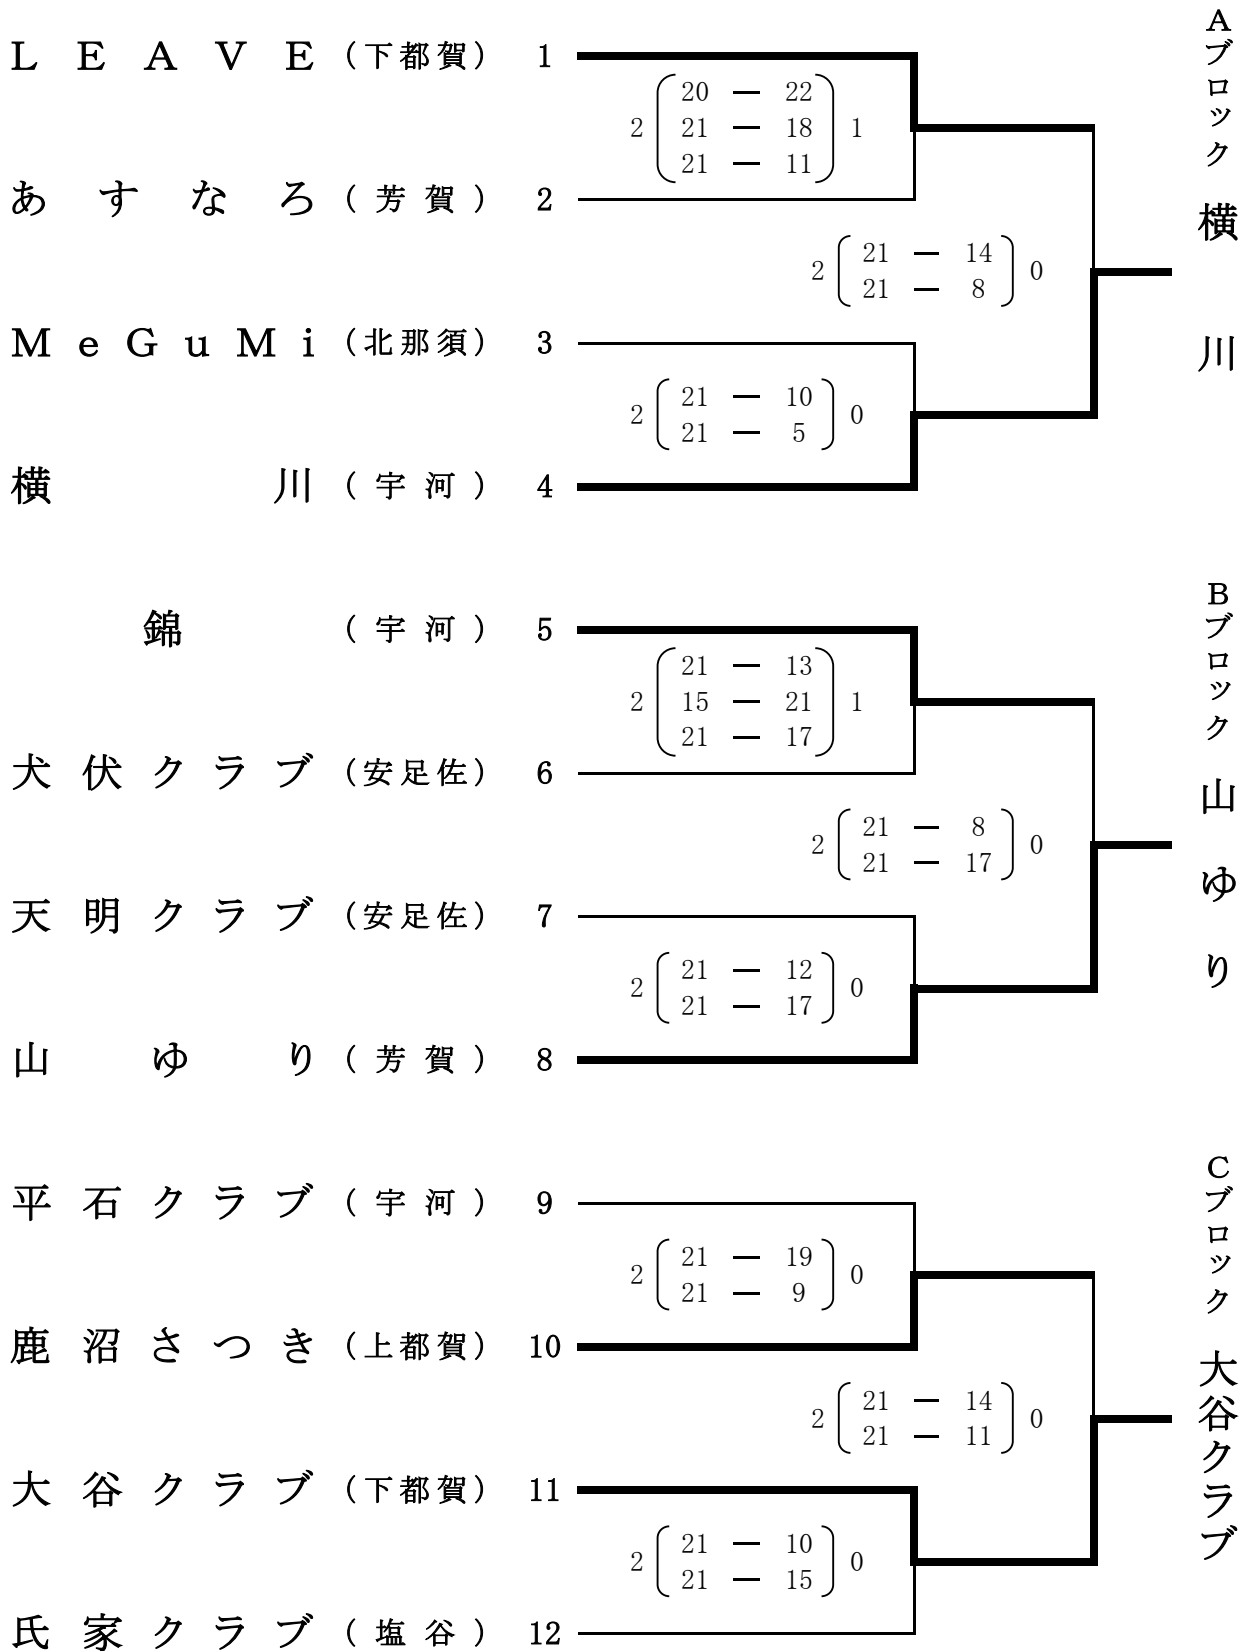 LEAVE (下都賀) 1
20 ― 22
2 21 ― 18 1
21 ― 11
あすなろ (芳賀) 2
21 ― 14
2 0
21 ― 8
MeGuMi (北那須) 3
21 ― 10
2 0
21 ― 5
横川 (宇河) 4
Aブロック 横川
錦 (宇河) 5
21 ― 13
2 15 ― 21 1
21 ― 17
犬伏クラブ (安足佐) 6
21 ― 8
2 0
21 ― 17
天明クラブ (安足佐) 7
21 ― 12
2 0
21 ― 17
山ゆり (芳賀) 8
Bブロック 山ゆり
平石クラブ (宇河) 9
21 ― 19
2 0
21 ― 9
鹿沼さつき (上都賀) 10
21 ― 14
2 0
21 ― 11
大谷クラブ (下都賀) 11
21 ― 10
2 0
21 ― 15
氏家クラブ (塩谷) 12
Cブロック 大谷クラブ